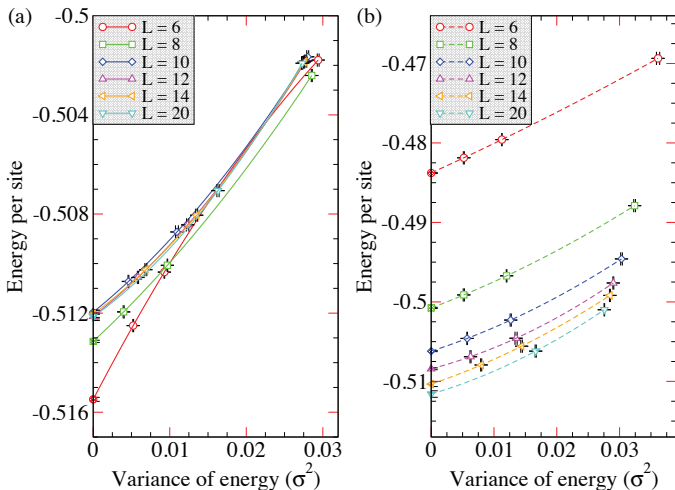 (a)
L = 6
L = 8
L = 10
L = 12
L = 14
L = 20
-0.5
-0.504
-0.508
-0.512
-0.516
Energy per site
0 0.01 0.02 0.03
Variance of energy (σ²)
(b)
L = 6
L = 8
L = 10
L = 12
L = 14
L = 20
-0.47
-0.48
-0.49
-0.5
-0.51
Energy per site
0 0.01 0.02 0.03
Variance of energy (σ²)